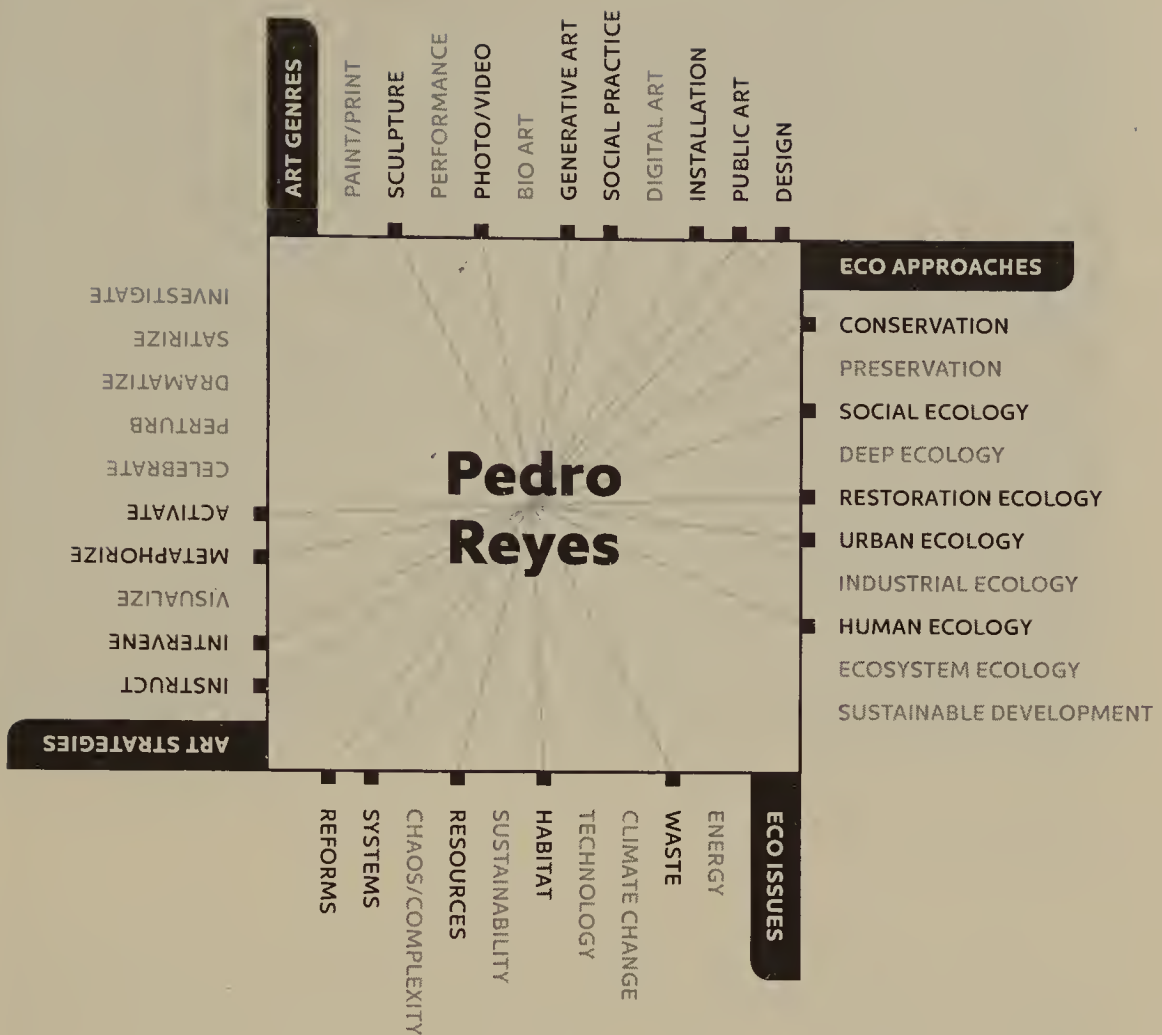 ART GENRES
PAINT/PRINT
SCULPTURE
PERFORMANCE
PHOTO/VIDEO
BIO ART
GENERATIVE ART
SOCIAL PRACTICE
DIGITAL ART
INSTALLATION
PUBLIC ART
DESIGN
ECO APPROACHES
CONSERVATION
PRESERVATION
SOCIAL ECOLOGY
DEEP ECOLOGY
RESTORATION ECOLOGY
URBAN ECOLOGY
INDUSTRIAL ECOLOGY
HUMAN ECOLOGY
ECOSYSTEM ECOLOGY
SUSTAINABLE DEVELOPMENT
ECO ISSUES
ENERGY
WASTE
CLIMATE CHANGE
TECHNOLOGY
HABITAT
SUSTAINABILITY
RESOURCES
CHAOS/COMPLEXITY
SYSTEMS
REFORMS
ART STRATEGIES
INSTRUCT
INTERVENE
VISUALIZE
METAPHORIZE
ACTIVATE
CELEBRATE
PERTURB
DRAMATIZE
SATIRIZE
INVESTIGATE
Pedro
Reyes